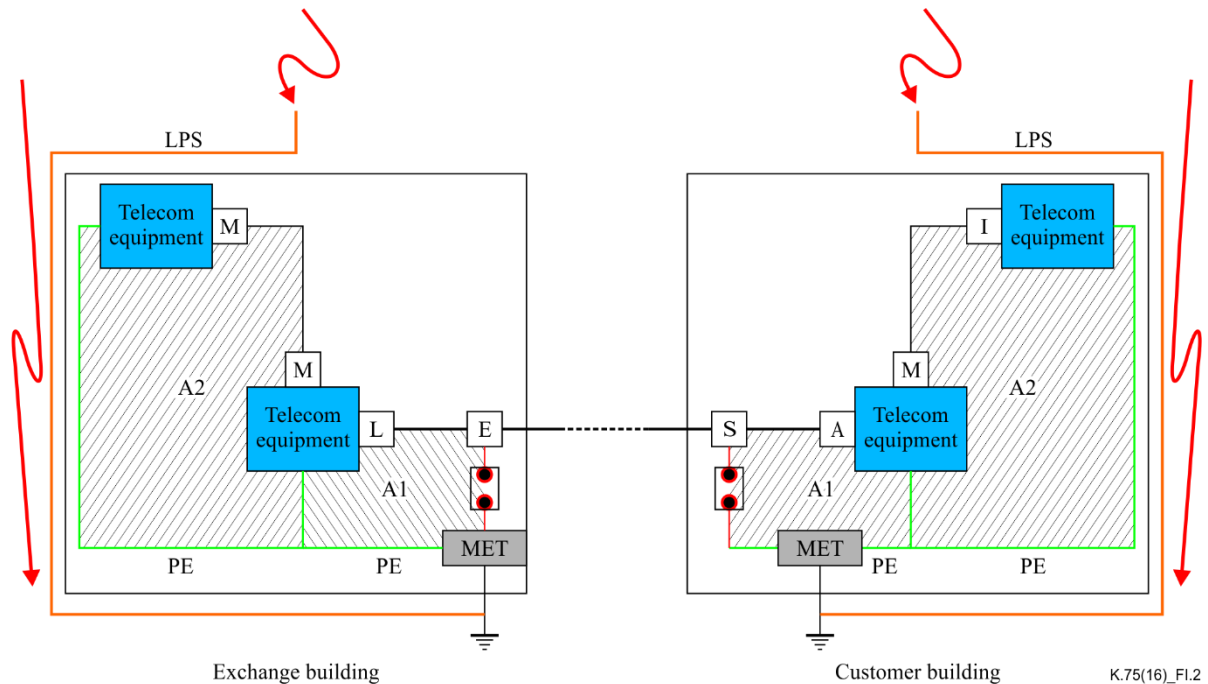 LPS
LPS
Telecom
equipment
M
I
Telecom
equipment
M
M
A2
A2
Telecom
equipment
L
E
S
A
Telecom
equipment
A1
A1
MET
MET
PE
PE
PE
PE
Exchange building
Customer building
K.75(16)_FI.2